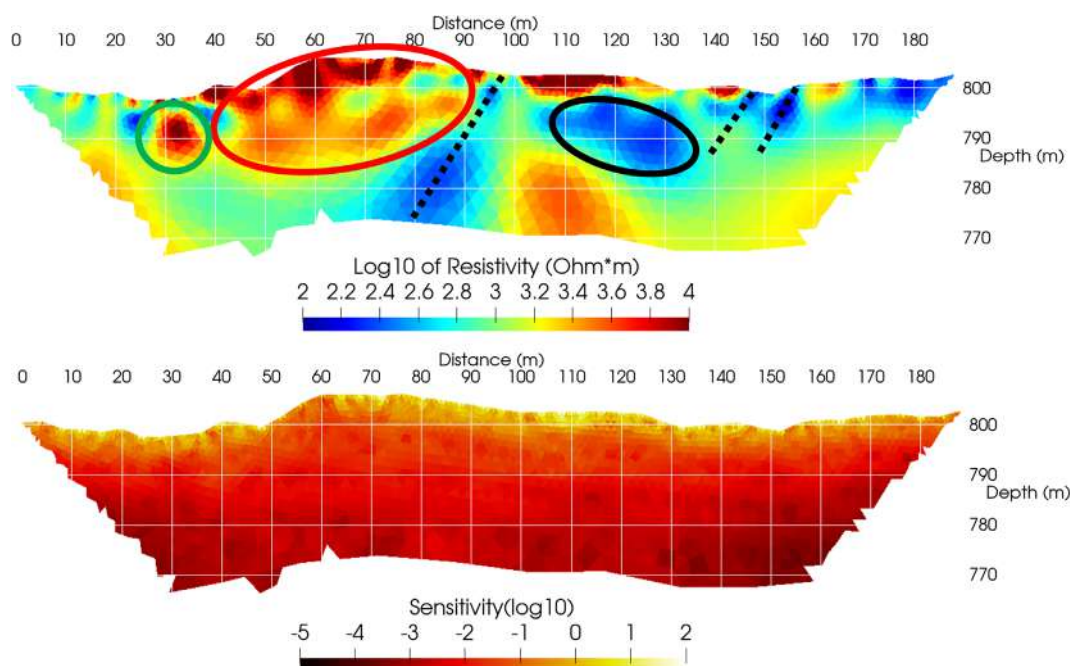 Distance (m)
0 10 20 30 40 50 60 70 80 90 100 110 120 130 140 150 160 170 180
800
790
Depth (m)
780
770
Log10 of Resistivity (Ohm*m)
2 2.2 2.4 2.6 2.8 3 3.2 3.4 3.6 3.8 4
Distance (m)
0 10 20 30 40 50 60 70 80 90 100 110 120 130 140 150 160 170 180
800
790
Depth (m)
780
770
Sensitivity(log10)
-5 -4 -3 -2 -1 0 1 2